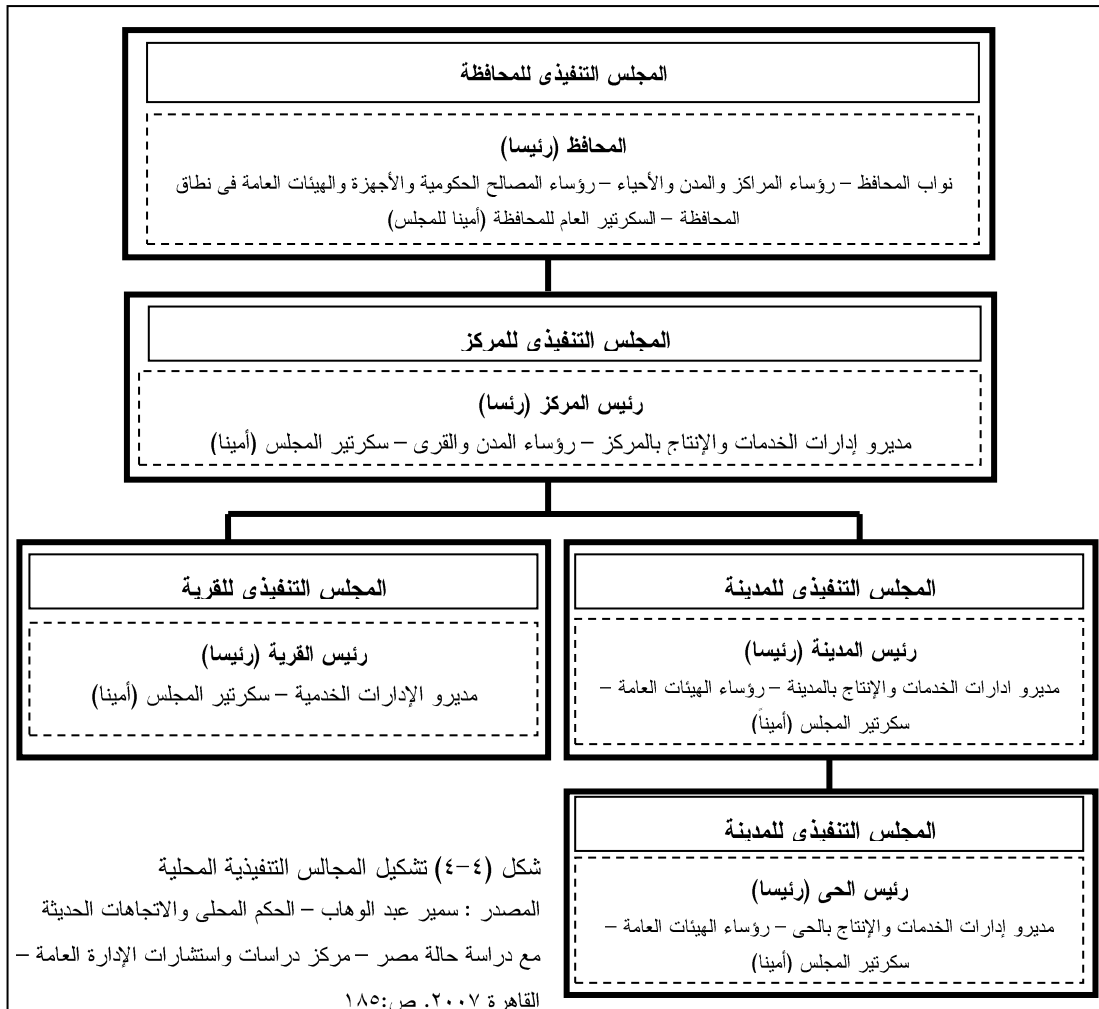 المجلس التنفيذى للمحافظة
المحافظ (رئيسا)
نواب المحافظ – رؤساء المراكز والمدن والأحياء – رؤساء المصالح الحكومية والأجهزة والهيئات العامة فى نطاق
المحافظة – السكرتير العام للمحافظة (أمينا للمجلس)
المجلس التنفيذى للمركز
رئيس المركز (رئسا)
مديرو إدارات الخدمات والإنتاج بالمركز – رؤساء المدن والقرى – سكرتير المجلس (أمينا)
المجلس التنفيذى للمدينة
رئيس المدينة (رئيسا)
مديرو ادارات الخدمات والإنتاج بالمدينة – رؤساء الهيئات العامة –
سكرتير المجلس (أميناً)
المجلس التنفيذى للقرية
رئيس القرية (رئيسا)
مديرو الإدارات الخدمية – سكرتير المجلس (أمينا)
المجلس التنفيذى للمدينة
رئيس الحى (رئيسا)
مديرو إدارات الخدمات والإنتاج بالحى – رؤساء الهيئات العامة –
سكرتير المجلس (أمينا)
شكل (٤-٤) تشكيل المجالس التنفيذية المحلية
المصدر : سمير عبد الوهاب – الحكم المحلى والاتجاهات الحديثة
مع دراسة حالة مصر – مركز دراسات واستشارات الإدارة العامة –
القاهرة ٢٠٠٧. ص:١٨٥